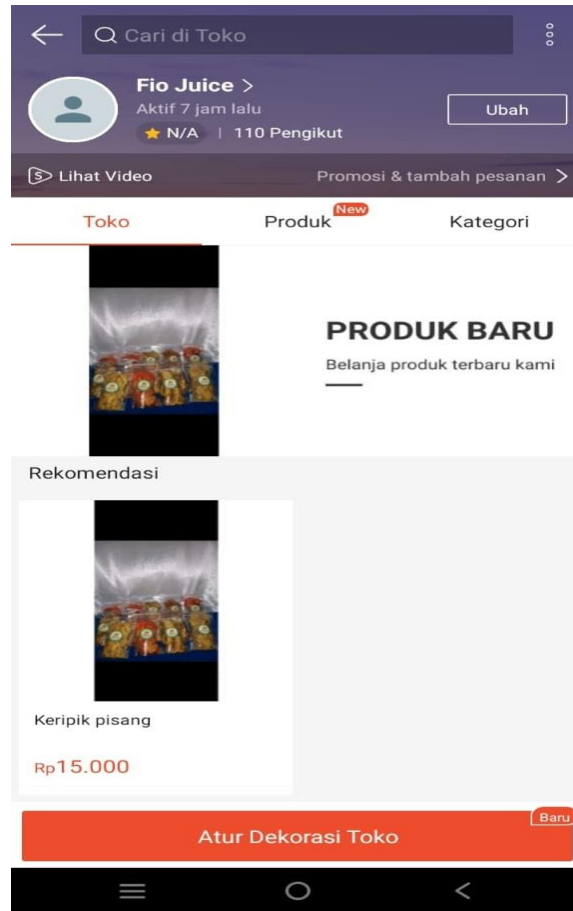 Cari di Toko
Fio Juice >
Aktif 7 jam lalu
Ubah
N/A | 110 Pengikut
Lihat Video
Promosi & tambah pesanan >
Toko
Produk
New
Kategori
PRODUK BARU
Belanja produk terbaru kami
Rekomendasi
Keripik pisang
Rp15.000
Baru
Atur Dekorasi Toko